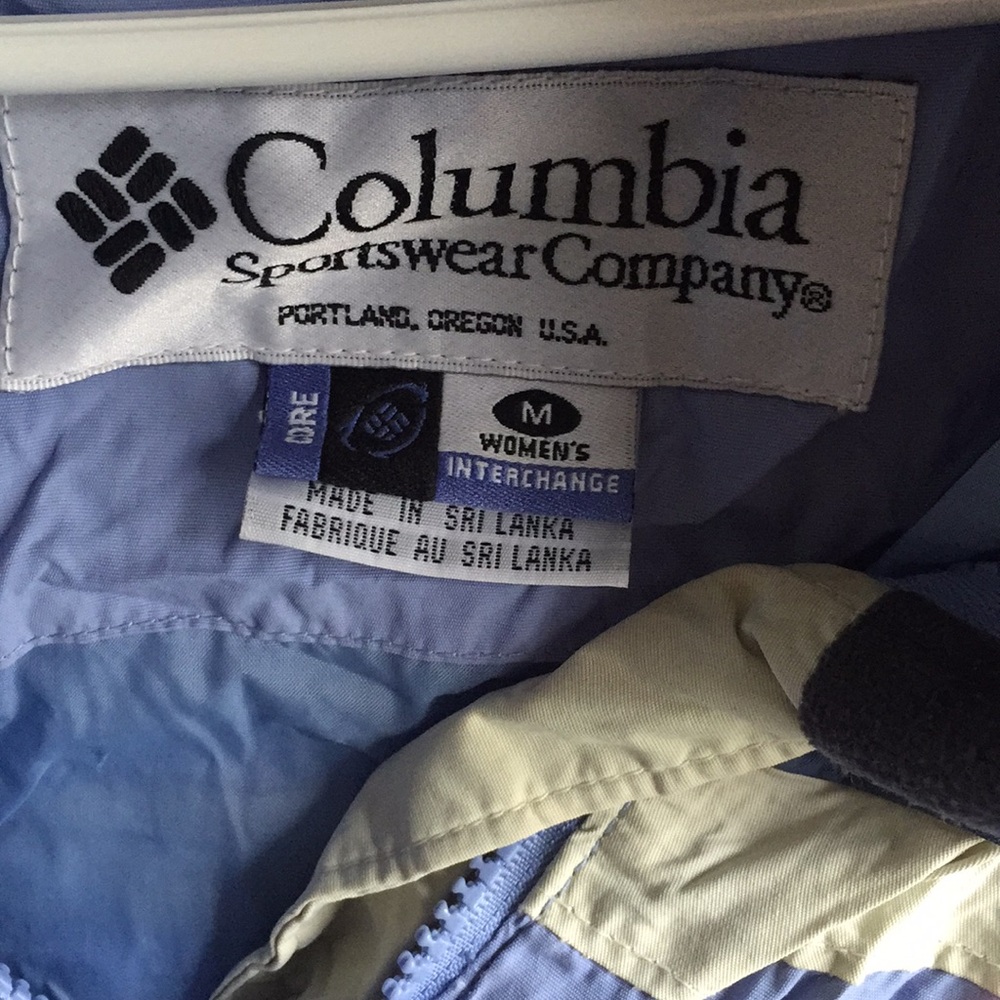 Columbia
Sportswear Company®
PORTLAND, OREGON U.S.A.
M
WOMEN'S
INTERCHANGE
MADE IN SRI LANKA
FABRIQUE AU SRI LANKA